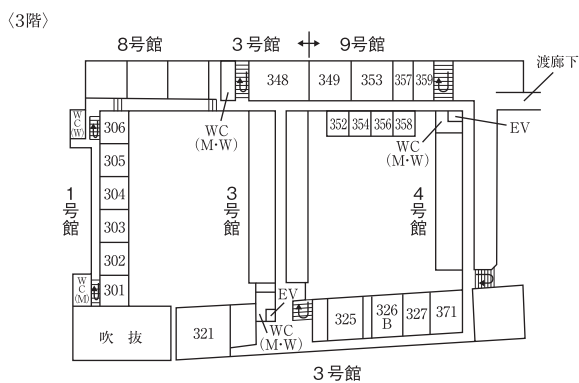 〈3階〉
8号館
3号館
9号館
渡廊下
348
349
353
357
359
WC
(W)
306
WC
(M・W)
352
354
356
358
WC
(M・W)
EV
305
304
303
302
301
1号館
3号館
4号館
WC
(M)
EV
WC
(M・W)
吹抜
321
325
326
B
327
371
3号館